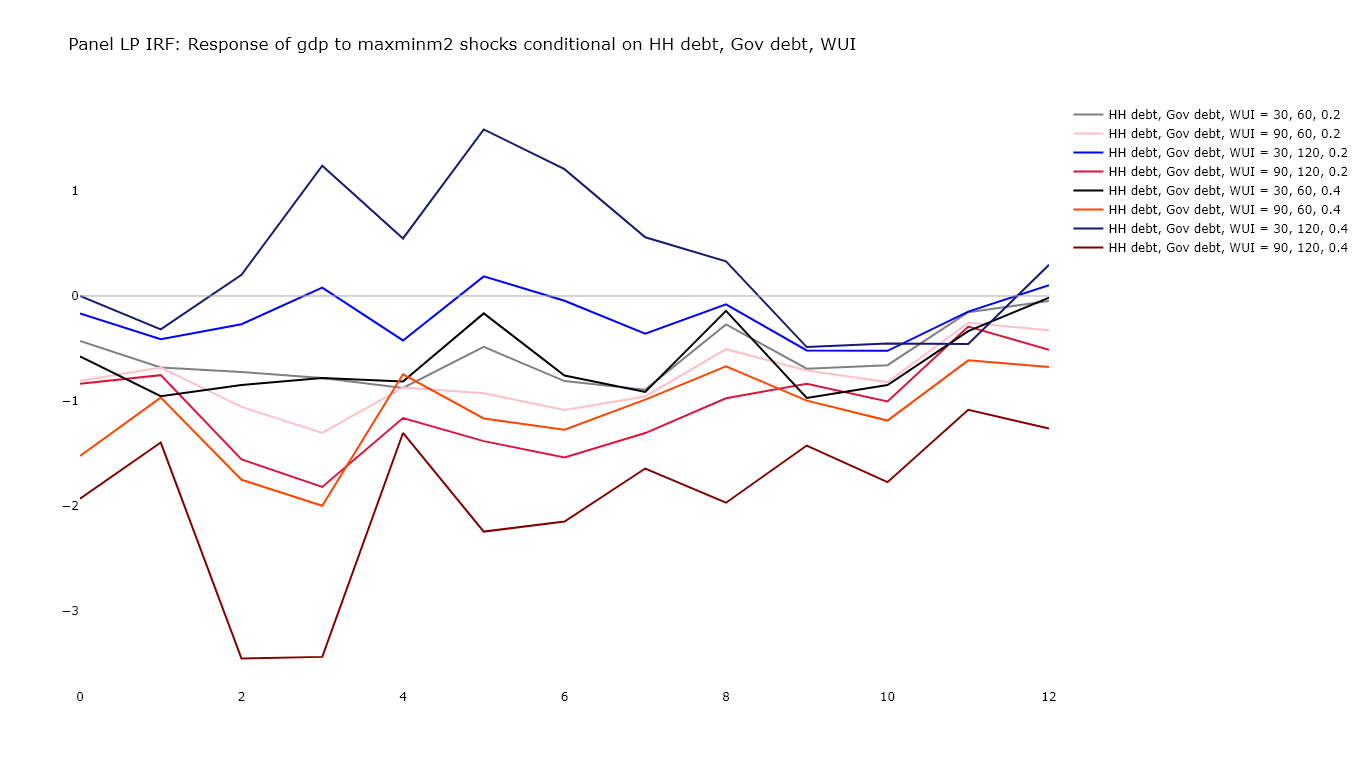 Panel LP IRF: Response of gdp to maxminm2 shocks conditional on HH debt, Gov debt, WUI
HH debt, Gov debt, WUI = 30, 60, 0.2
HH debt, Gov debt, WUI = 90, 60, 0.2
HH debt, Gov debt, WUI = 30, 120, 0.2
HH debt, Gov debt, WUI = 90, 120, 0.2
HH debt, Gov debt, WUI = 30, 60, 0.4
HH debt, Gov debt, WUI = 90, 60, 0.4
HH debt, Gov debt, WUI = 30, 120, 0.4
HH debt, Gov debt, WUI = 90, 120, 0.4
1
0
−1
−2
−3
0 2 4 6 8 10 12